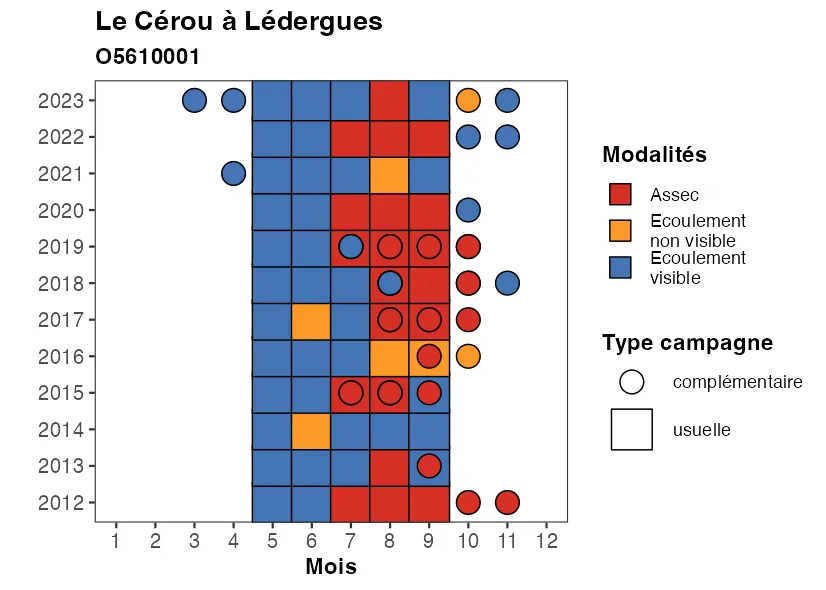 Le Cérou à Lédergues
O5610001
2023
2022
2021
2020
2019
2018
2017
2016
2015
2014
2013
2012
1 2 3 4 5 6 7 8 9 10 11 12
Mois
Modalités
Assec
Ecoulement
non visible
Ecoulement
visible
Type campagne
complémentaire
usuelle